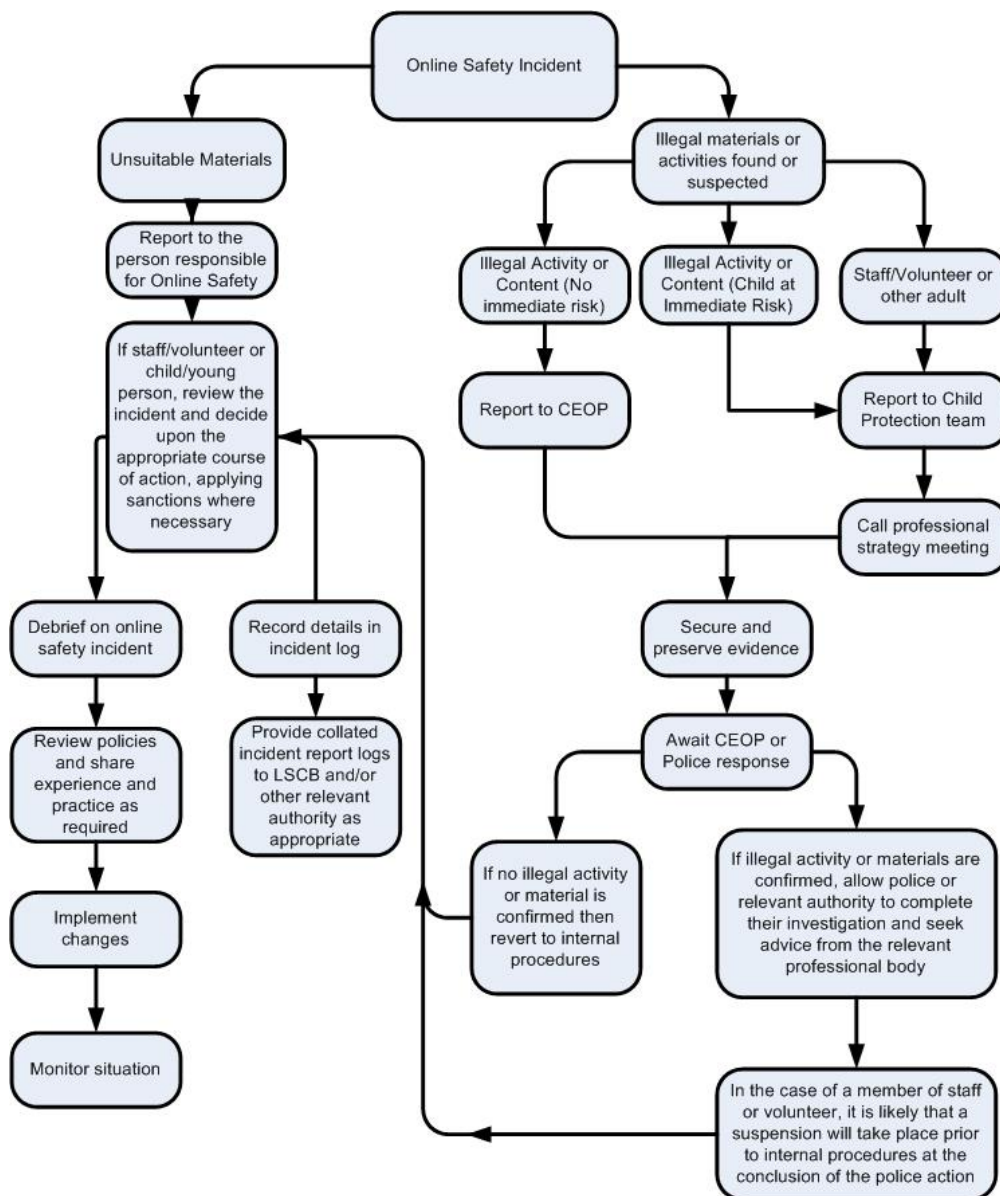 Online Safety Incident
Unsuitable Materials
Report to the
person responsible
for Online Safety
If staff/volunteer or
child/young
person, review the
incident and decide
upon the
appropriate course
of action, applying
sanctions where
necessary
Debrief on online
safety incident
Review policies
and share
experience and
practice as
required
Implement
changes
Monitor situation
Record details in
incident log
Provide collated
incident report logs
to LSCB and/or
other relevant
authority as
appropriate
Illegal materials or
activities found or
suspected
Illegal Activity or
Content (No
immediate risk)
Illegal Activity or
Content (Child at
Immediate Risk)
Staff/Volunteer or
other adult
Report to CEOP
Report to Child
Protection team
Call professional
strategy meeting
Secure and
preserve evidence
Await CEOP or
Police response
If no illegal activity
or material is
confirmed then
revert to internal
procedures
If illegal activity or materials are
confirmed, allow police or
relevant authority to complete
their investigation and seek
advice from the relevant
professional body
In the case of a member of staff
or volunteer, it is likely that a
suspension will take place prior
to internal procedures at the
conclusion of the police action